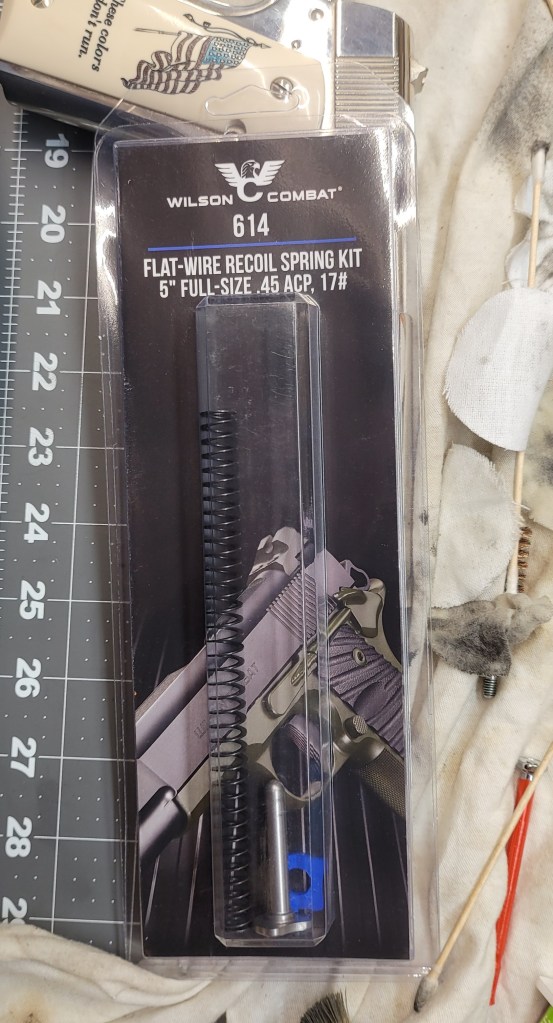 These colors
don't run.
WILSON COMBAT®
614
FLAT-WIRE RECOIL SPRING KIT
5" FULL-SIZE .45 ACP, 17#
19
20
21
22
23
24
25
26
27
28